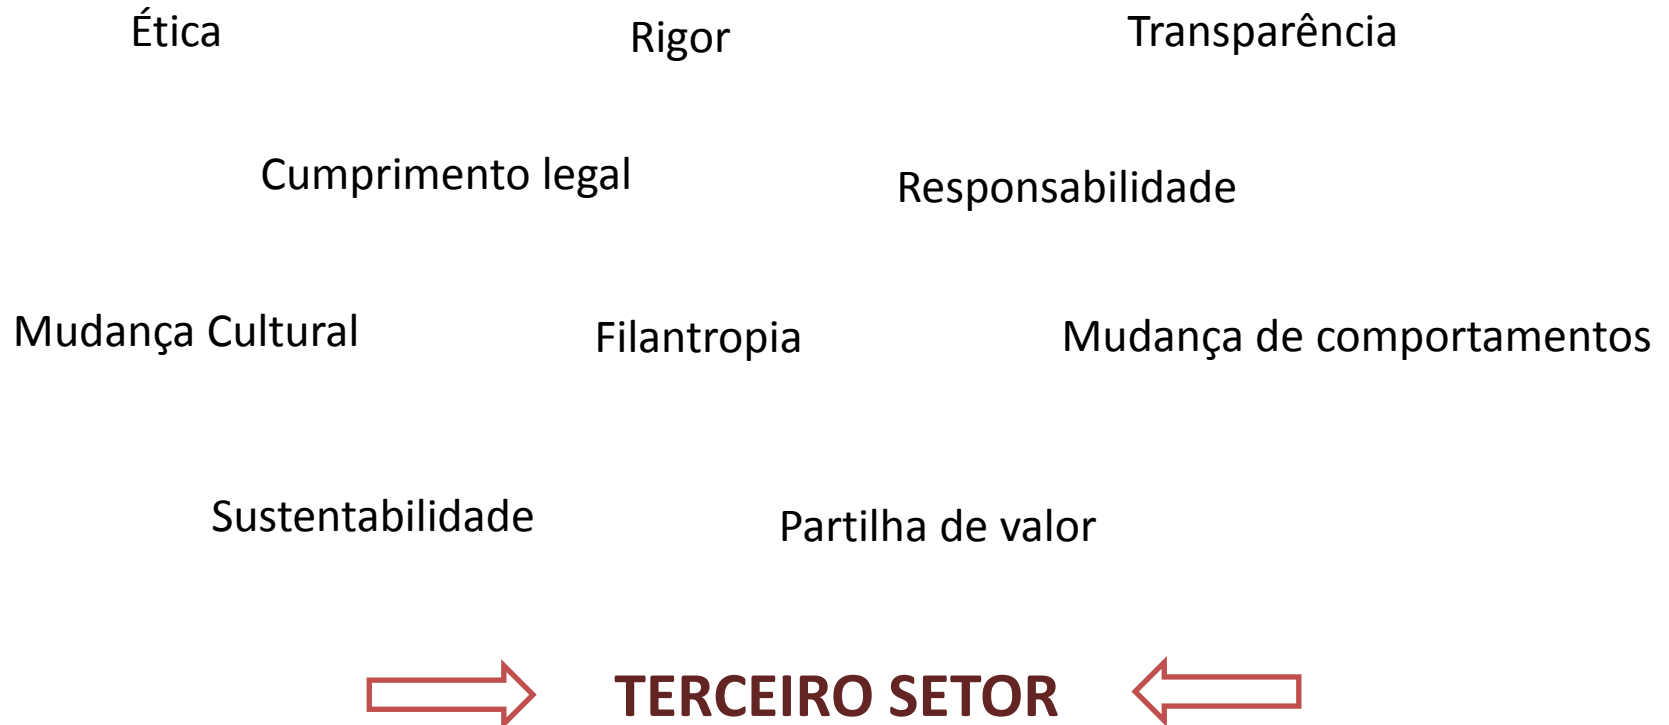 Ética
Rigor
Transparência
Cumprimento legal
Responsabilidade
Mudança Cultural
Filantropia
Mudança de comportamentos
Sustentabilidade
Partilha de valor
TERCEIRO SETOR